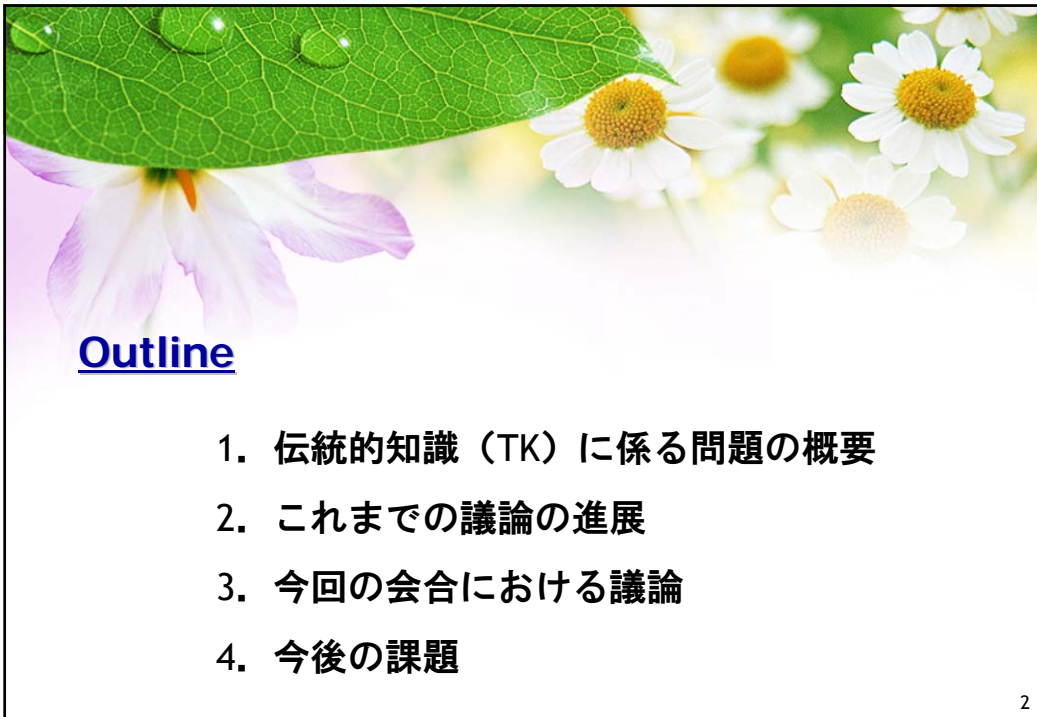 Outline
1. 伝統的知識（TK）に係る問題の概要
2. これまでの議論の進展
3. 今回の会合における議論
4. 今後の課題
2